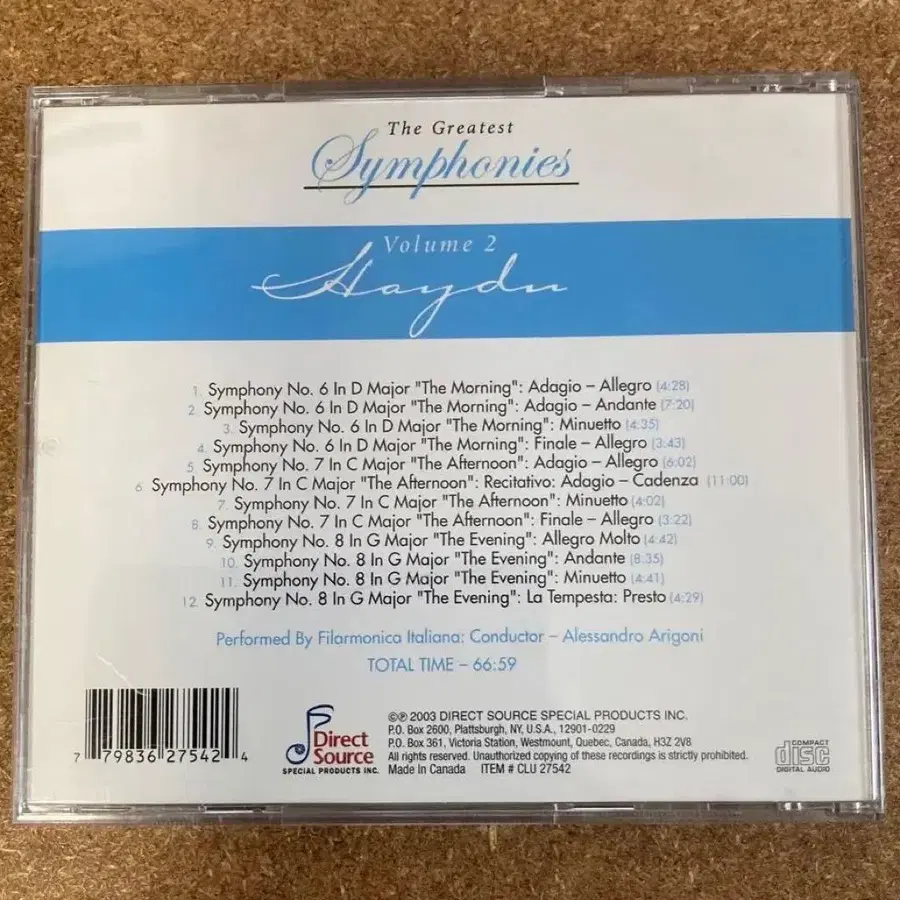 The Greatest
Symphonies
Volume 2
Haydn
1. Symphony No. 6 In D Major "The Morning": Adagio – Allegro (4:28)
2. Symphony No. 6 In D Major "The Morning": Adagio – Andante (7:20)
3. Symphony No. 6 In D Major "The Morning": Minuetto (4:35)
4. Symphony No. 6 In D Major "The Morning": Finale – Allegro (3:43)
5. Symphony No. 7 In C Major "The Afternoon": Adagio – Allegro (6:02)
6. Symphony No. 7 In C Major "The Afternoon": Recitativo: Adagio – Cadenza (11:00)
7. Symphony No. 7 In C Major "The Afternoon": Minuetto (4:02)
8. Symphony No. 7 In C Major "The Afternoon": Finale – Allegro (3:22)
9. Symphony No. 8 In G Major "The Evening": Allegro Molto (4:42)
10. Symphony No. 8 In G Major "The Evening": Andante (8:35)
11. Symphony No. 8 In G Major "The Evening": Minuetto (4:41)
12. Symphony No. 8 In G Major "The Evening": La Tempesta: Presto (4:29)
Performed By Filarmonica Italiana: Conductor – Alessandro Arigoni
TOTAL TIME – 66:59
7 79836 27542 4
Direct
Source
SPECIAL PRODUCTS INC.
©℗ 2003 DIRECT SOURCE SPECIAL PRODUCTS INC.
P.O. Box 2600, Plattsburgh, NY, U.S.A., 12901-0229
P.O. Box 361, Victoria Station, Westmount, Quebec, Canada, H3Z 2V8
All rights reserved. Unauthorized copying of these recordings is strictly prohibited.
Made in Canada ITEM # CLU 27542
COMPACT
disc
DIGITAL AUDIO